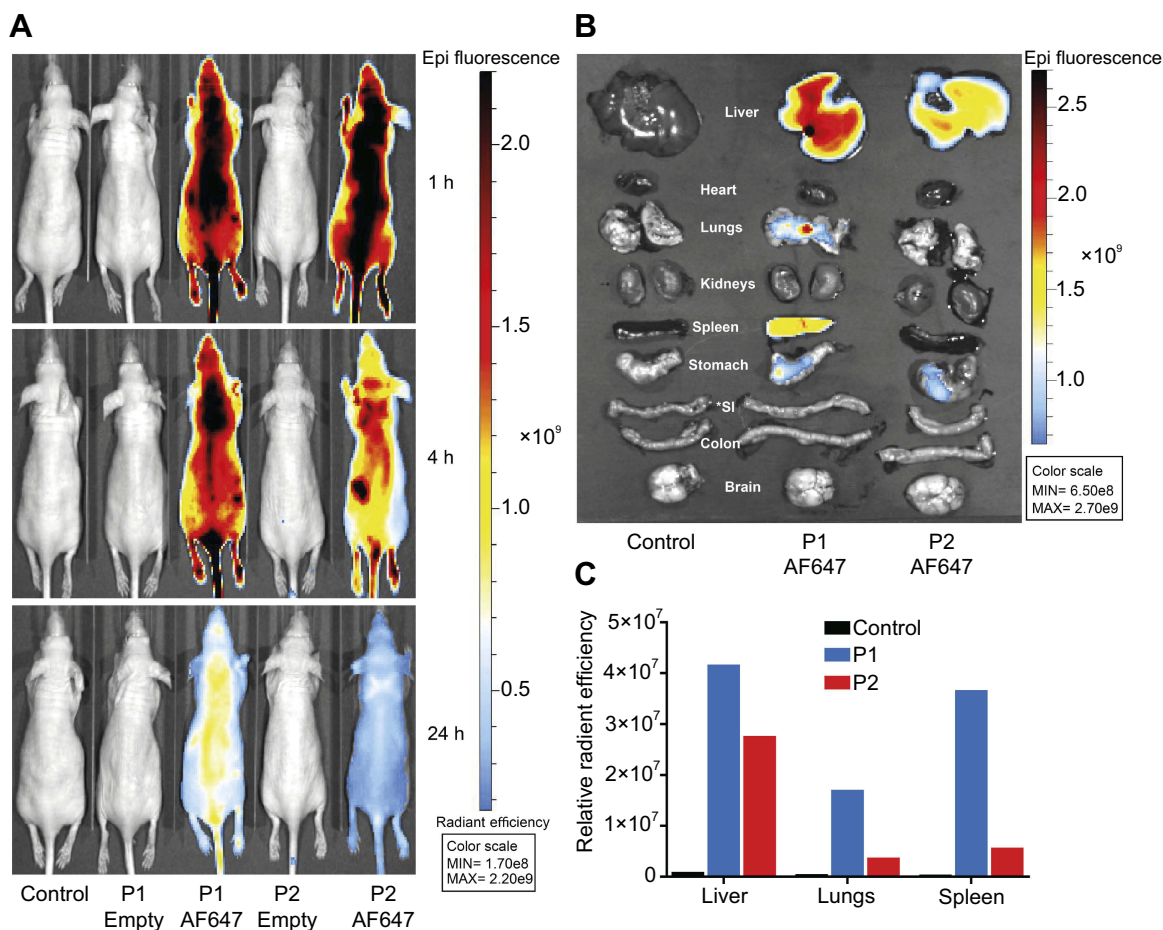 A
Epi fluorescence
2.0
1.5
×10⁹
1.0
0.5
1 h
4 h
24 h
Radiant efficiency
Color scale
MIN= 1.70e8
MAX= 2.20e9
Control
P1
Empty
P1
AF647
P2
Empty
P2
AF647
B
Epi fluorescence
Liver
Heart
Lungs
Kidneys
Spleen
Stomach
*SI
Colon
Brain
2.5
2.0
×10⁹
1.5
1.0
Color scale
MIN= 6.50e8
MAX= 2.70e9
Control
P1
AF647
P2
AF647
C
Relative radient efficiency
5×10⁷
4×10⁷
3×10⁷
2×10⁷
1×10⁷
0
Control
P1
P2
Liver
Lungs
Spleen